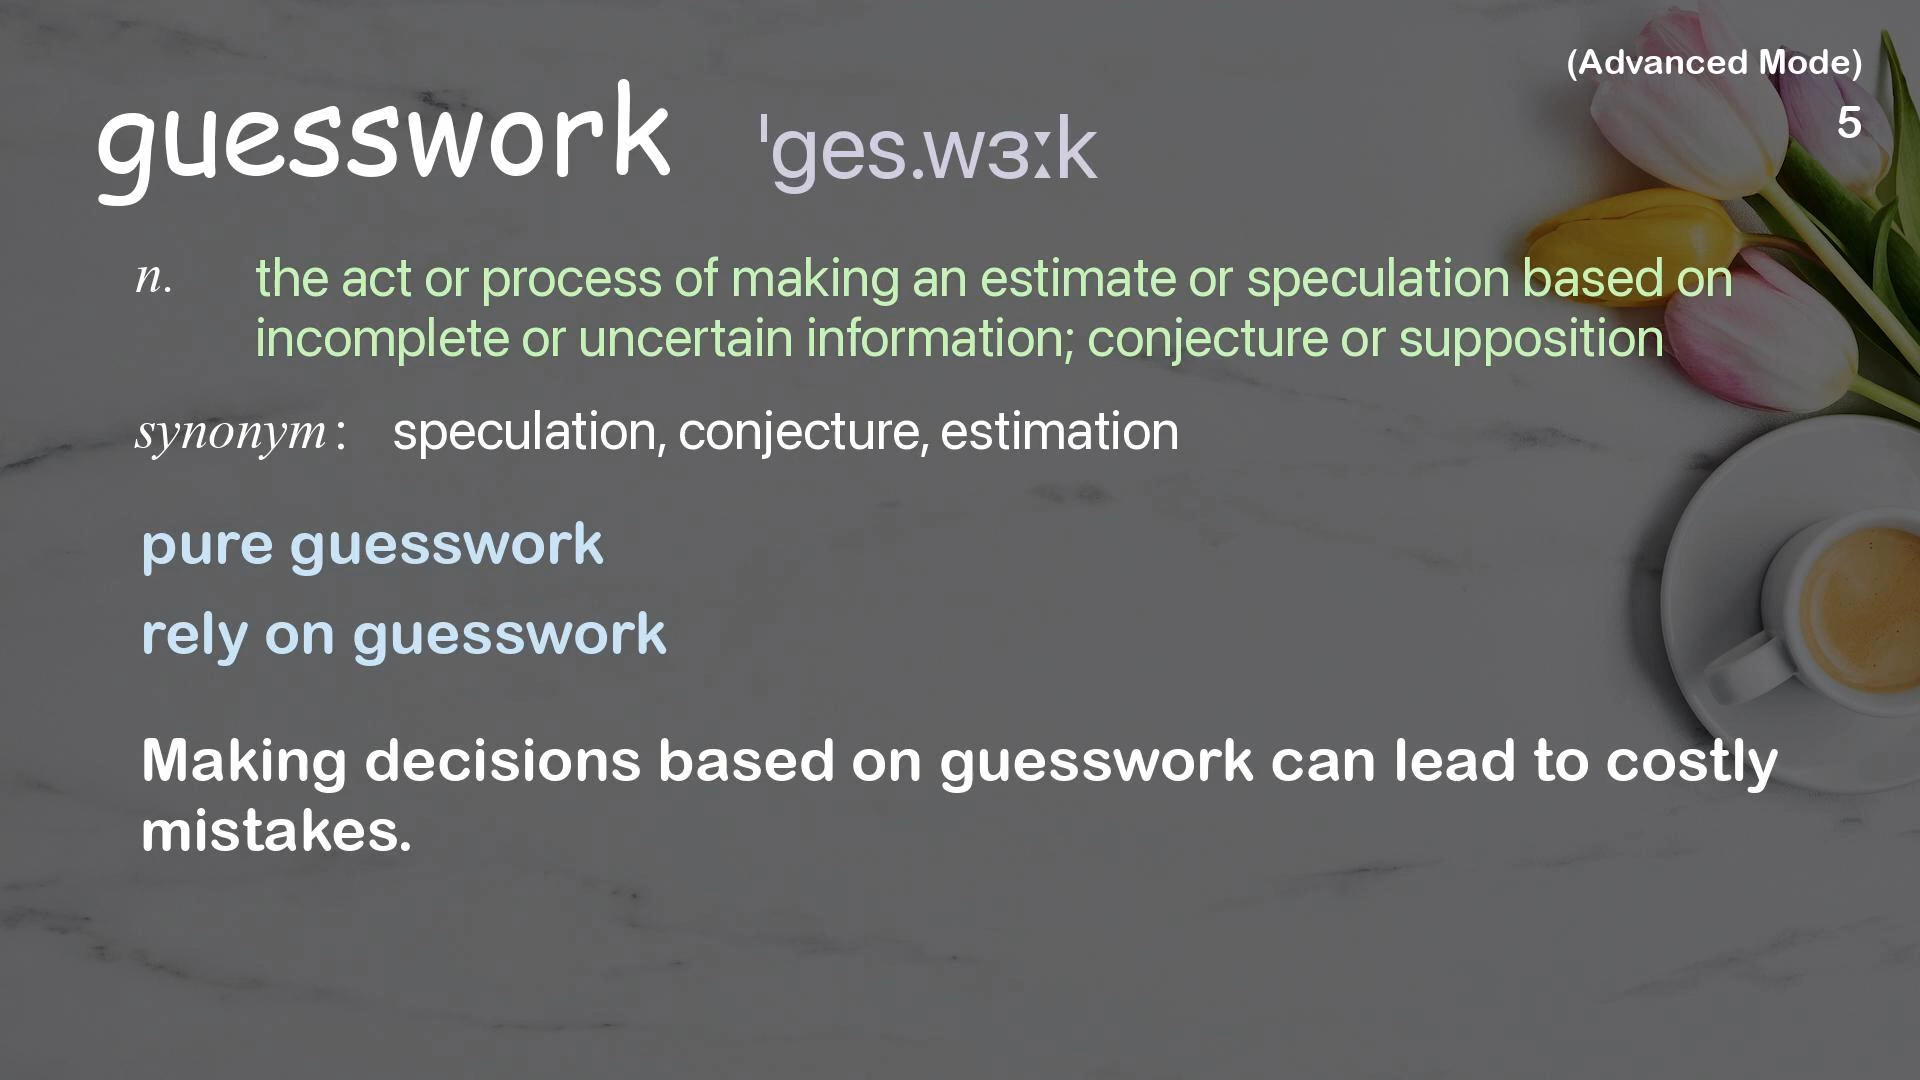 (Advanced Mode)
5
guesswork ˈges.wɜːk
n. the act or process of making an estimate or speculation based on
incomplete or uncertain information; conjecture or supposition
synonym: speculation, conjecture, estimation
pure guesswork
rely on guesswork
Making decisions based on guesswork can lead to costly
mistakes.